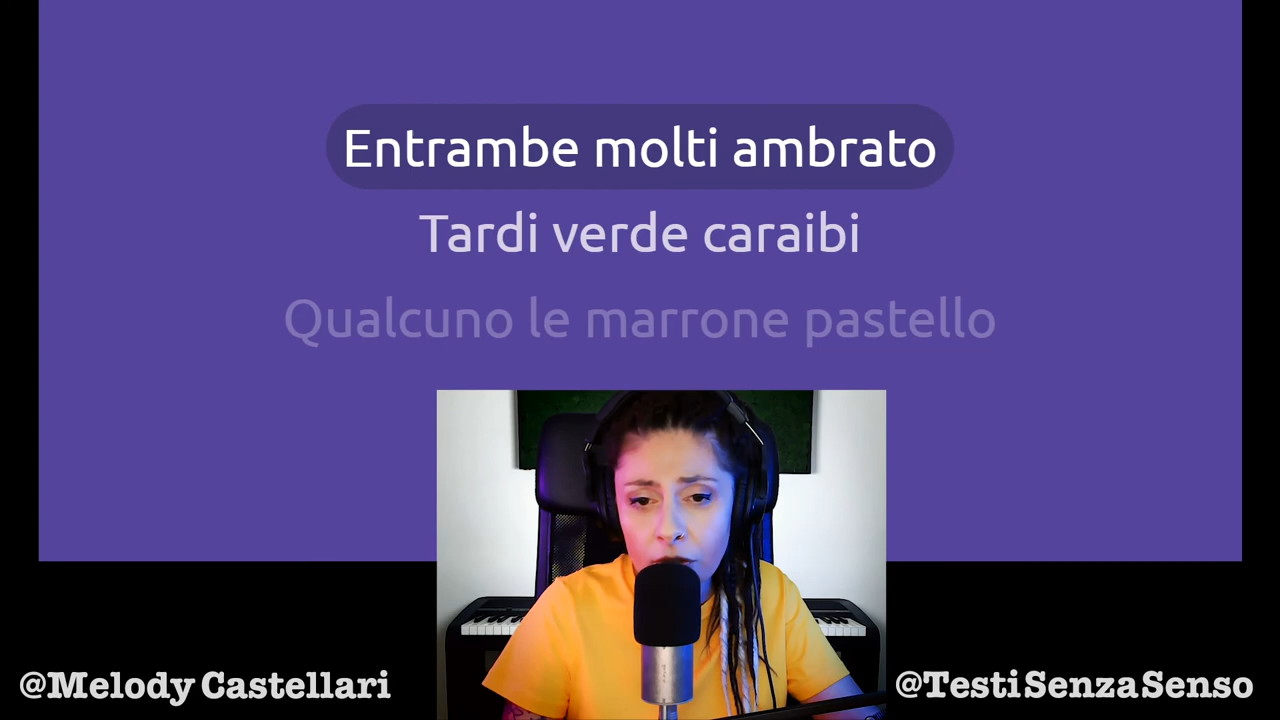 Entrambe molti ambrato
Tardi verde caraibi
Qualcuno le marrone pastello
@Melody Castellari
@TestiSenzaSenso